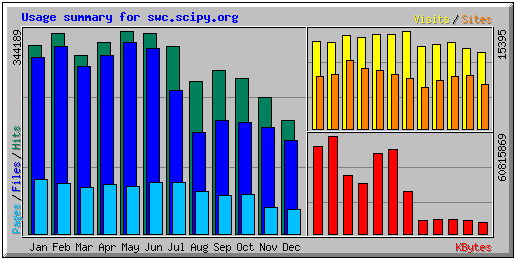 Usage summary for swc.scipy.org
Visits / Sites
344189
Pages / Files / Hits
15395
60815869
Jan Feb Mar Apr May Jun Jul Aug Sep Oct Nov Dec
KBytes